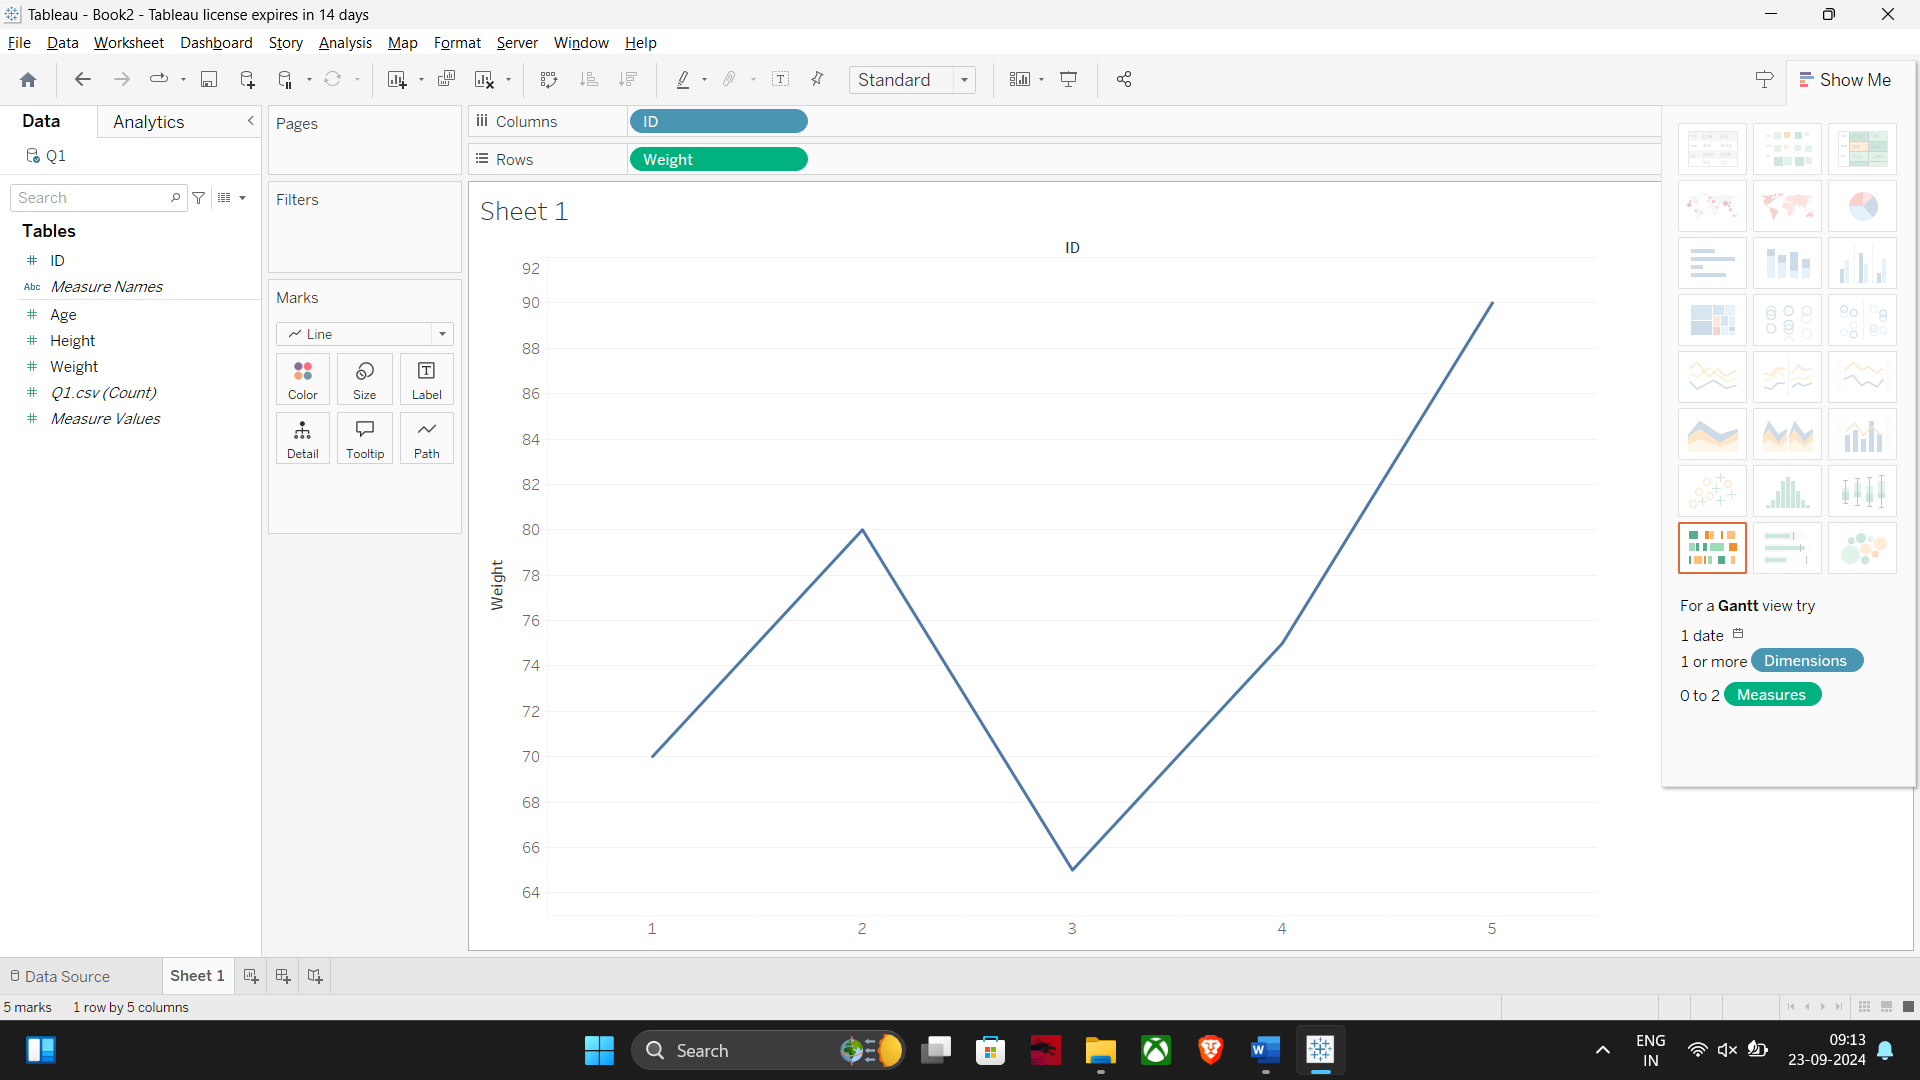 Tableau - Book2 - Tableau license expires in 14 days
File Data Worksheet Dashboard Story Analysis Map Format Server Window Help
Standard
Show Me
Data Analytics
Q1
Search
Tables
# ID
Abc Measure Names
# Age
# Height
# Weight
# Q1.csv (Count)
# Measure Values
Pages
Filters
Marks
Line
Color Size Label
Detail Tooltip Path
Columns ID
Rows Weight
Sheet 1
ID
92
90
88
86
84
82
80
78
76
74
72
70
68
66
64
Weight
1 2 3 4 5
For a Gantt view try
1 date
1 or more Dimensions
0 to 2 Measures
Data Source Sheet 1
5 marks 1 row by 5 columns
Search
ENG
IN
09:13
23-09-2024